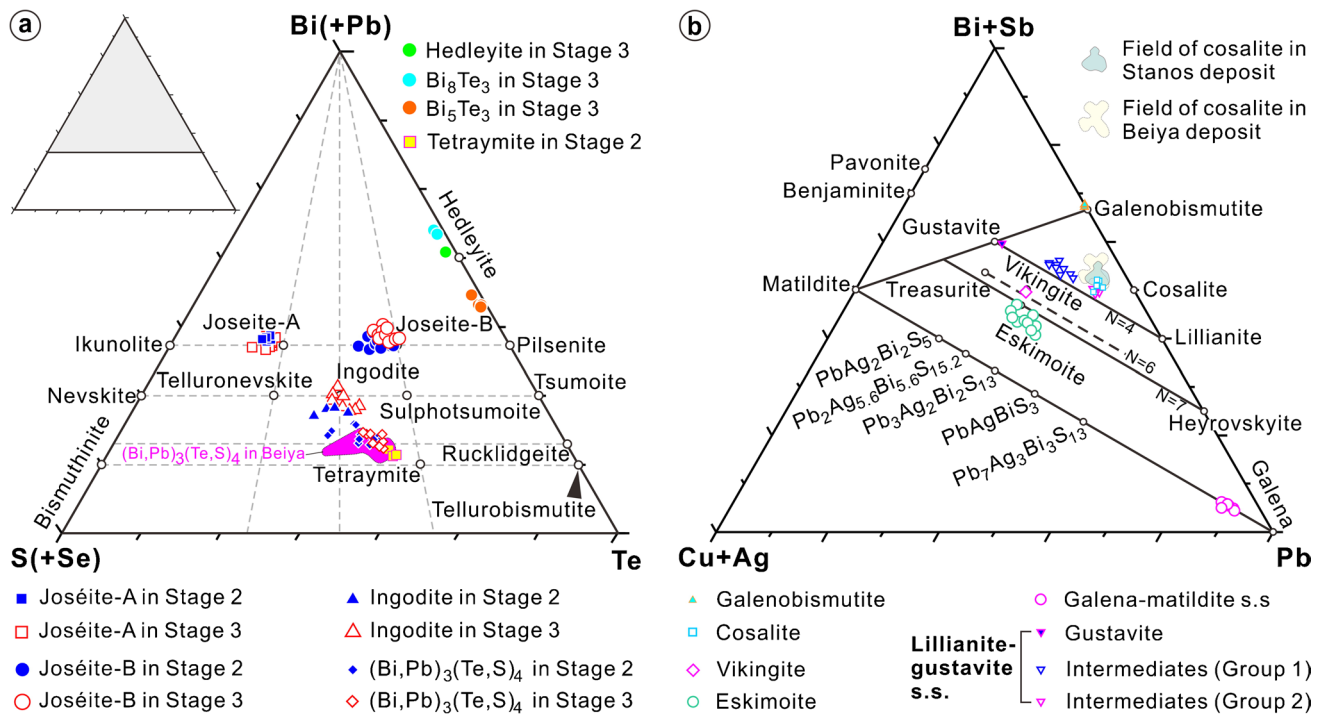 a
Bi(+Pb)
Hedleyite in Stage 3
Bi8Te3 in Stage 3
Bi5Te3 in Stage 3
Tetraymite in Stage 2
Hedleyite
Joseite-A
Joseite-B
Ikunolite
Pilsenite
Ingodite
Telluronevskite
Tsumoite
Nevskite
Sulphotsumoite
Bismuthinite
(Bi,Pb)3(Te,S)4 in Beiya
Rucklidgeite
Tetraymite
Tellurobismutite
S(+Se)
Te
Joséite-A in Stage 2
Joséite-A in Stage 3
Joséite-B in Stage 2
Joséite-B in Stage 3
Ingodite in Stage 2
Ingodite in Stage 3
(Bi,Pb)3(Te,S)4 in Stage 2
(Bi,Pb)3(Te,S)4 in Stage 3
b
Bi+Sb
Field of cosalite in
Stanos deposit
Field of cosalite in
Beiya deposit
Pavonite
Benjaminite
Galenobismutite
Gustavite
Vikingite
Matildite
Treasurite
Cosalite
N=4
Lillianite
Eskimoite
N=6
N=7
Heyrovskyite
PbAg2Bi2S5
Pb2Ag5.6Bi5.6S15.2
Pb3Ag2Bi2S13
PbAgBiS3
Pb7Ag3Bi3S13
Galena
Cu+Ag
Pb
Galenobismutite
Cosalite
Vikingite
Eskimoite
Galena-matildite s.s
Lillianite-
gustavite
s.s.
Gustavite
Intermediates (Group 1)
Intermediates (Group 2)